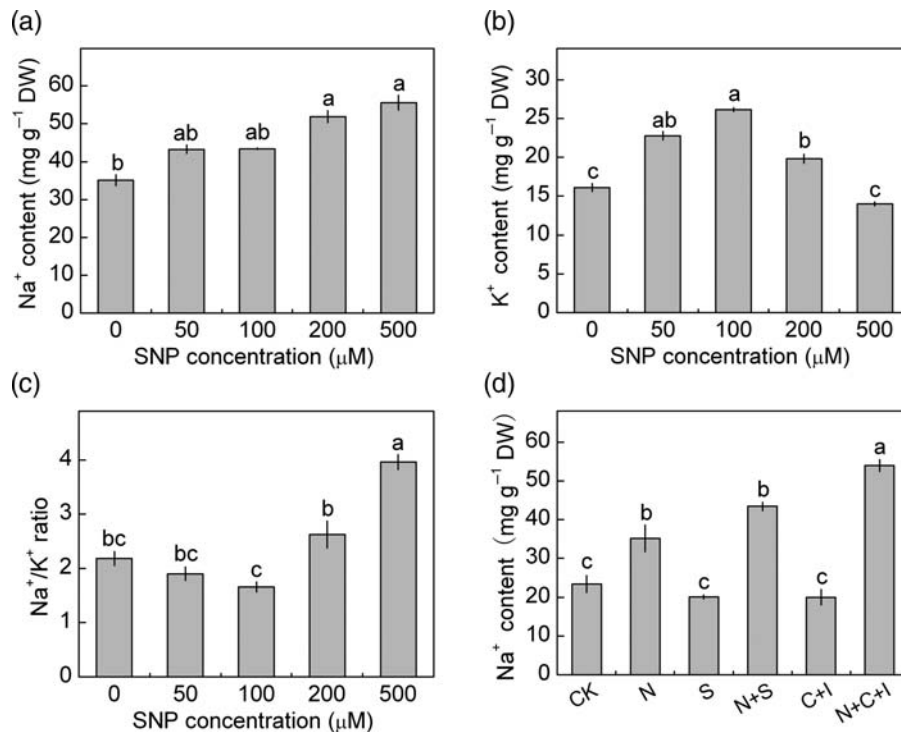 (a)
Na⁺ content (mg g⁻¹ DW)
60
50
40
30
20
10
0
b
ab
ab
a
a
0 50 100 200 500
SNP concentration (μM)
(b)
K⁺ content (mg g⁻¹ DW)
30
25
20
15
10
5
0
c
ab
a
b
c
0 50 100 200 500
SNP concentration (μM)
(c)
Na⁺/K⁺ ratio
4
3
2
1
0
bc
bc
c
b
a
0 50 100 200 500
SNP concentration (μM)
(d)
Na⁺ content (mg g⁻¹ DW)
60
50
40
30
20
10
0
c
b
c
b
c
a
CK N S N+S C+I N+C+I